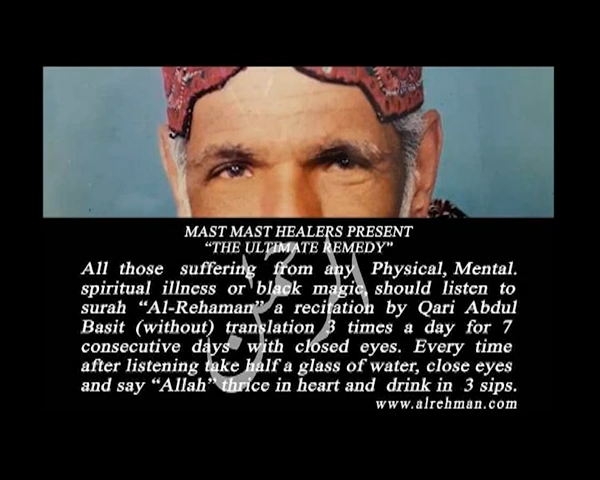 MAST MAST HEALERS PRESENT
“THE ULTIMATE REMEDY”
All those suffering from any Physical, Mental.
spiritual illness or black magic, should listen to
surah “Al-Rehaman” a recitation by Qari Abdul
Basit (without) translation 3 times a day for 7
consecutive days with closed eyes. Every time
after listening take half a glass of water, close eyes
and say “Allah” thrice in heart and drink in 3 sips.
www.alrehman.com
الرحمن